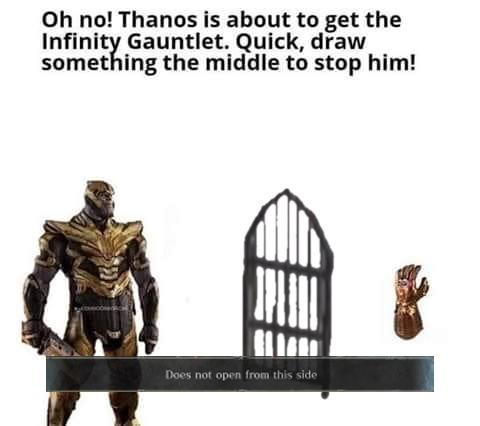 Oh no! Thanos is about to get the
Infinity Gauntlet. Quick, draw
something the middle to stop him!
Does not open from this side